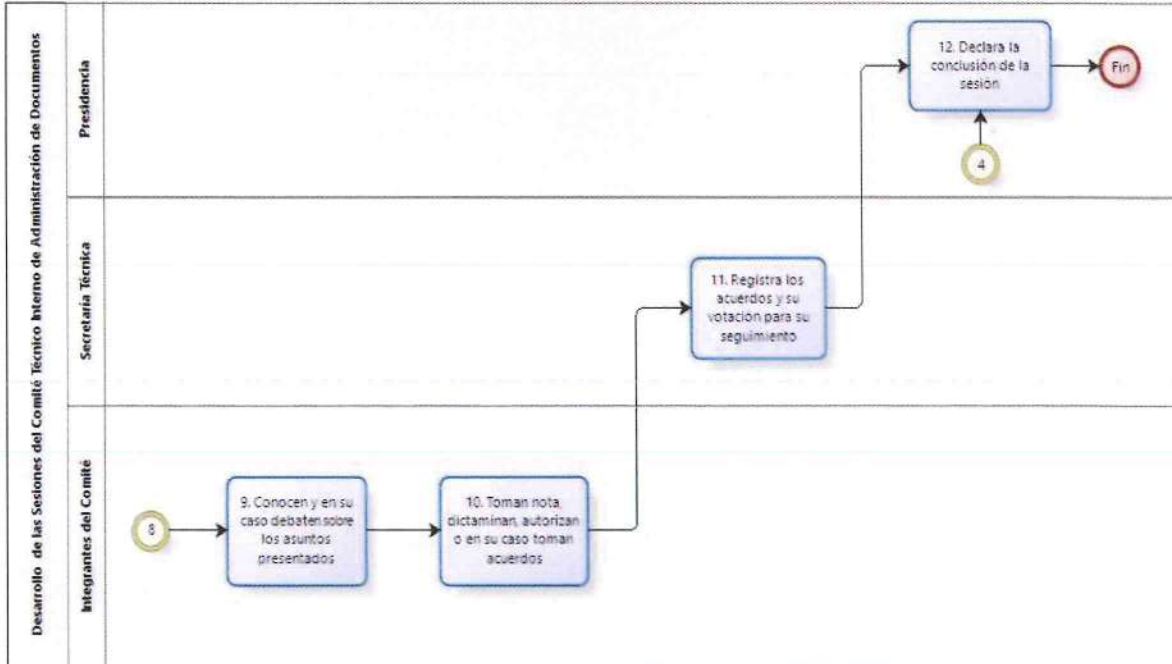 Desarrollo de las Sesiones del Comité Técnico Interno de Administración de Documentos
Presidencia
12. Declara la
conclusión de la
sesión
Fin
4
Secretaría Técnica
11. Registra los
acuerdos y su
votación para su
seguimiento
Integrantes del Comité
8
9. Conocen y en su
caso debaten sobre
los asuntos
presentados
10. Toman nota,
dictaminan, autorizan
o en su caso toman
acuerdos